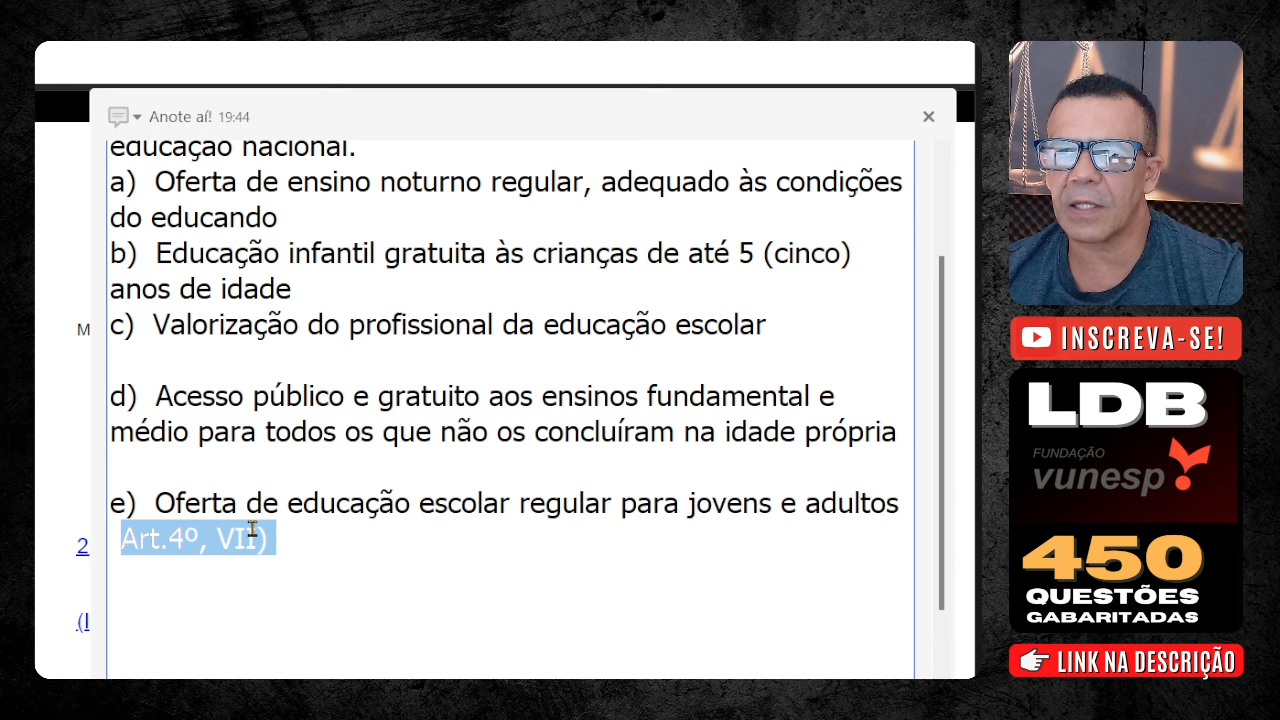 Anote aí! 19:44
educação nacional.
a) Oferta de ensino noturno regular, adequado às condições
do educando
b) Educação infantil gratuita às crianças de até 5 (cinco)
anos de idade
c) Valorização do profissional da educação escolar
d) Acesso público e gratuito aos ensinos fundamental e
médio para todos os que não os concluíram na idade própria
e) Oferta de educação escolar regular para jovens e adultos
Art.4º, VII)
M
2
(I
INSCREVA-SE!
LDB
FUNDAÇÃO
vunesp
450
QUESTÕES
GABARITADAS
LINK NA DESCRIÇÃO